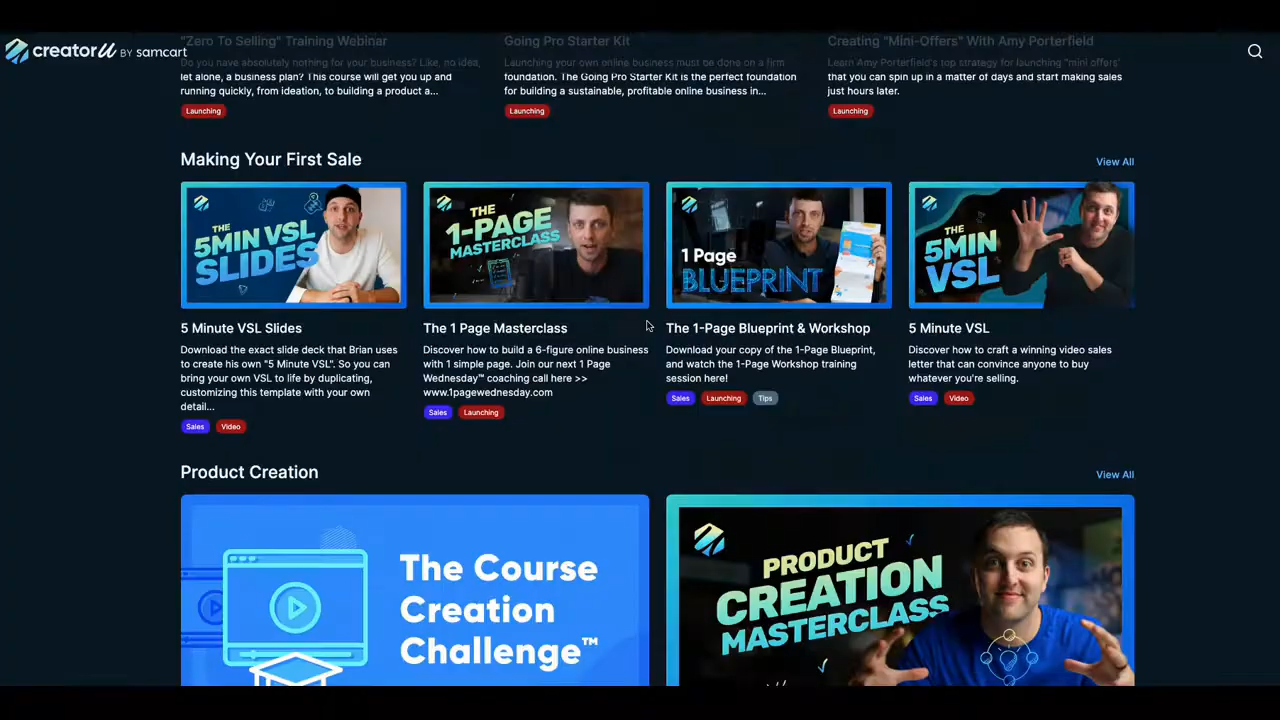 creatorU BY samcart
"Zero To Selling" Training Webinar
Do you have absolutely nothing for your business? Like, no idea,
let alone, a business plan? This course will get you up and
running quickly, from ideation, to building a product a...
Launching
Going Pro Starter Kit
Launching your own online business must be done on a firm
foundation. The Going Pro Starter Kit is the perfect foundation
for building a sustainable, profitable online business in...
Launching
Creating "Mini-Offers" With Amy Porterfield
Learn Amy Porterfield's top strategy for launching "mini offers"
that you can spin up in a matter of days and start making sales
just hours later.
Launching
Making Your First Sale
View All
THE
5MIN VSL
SLIDES
5 Minute VSL Slides
Download the exact slide deck that Brian uses
to create his own "5 Minute VSL". So you can
bring your own VSL to life by duplicating,
customizing this template with your own
detail...
Sales Video
THE
1-PAGE
MASTERCLASS
The 1 Page Masterclass
Discover how to build a 6-figure online business
with 1 simple page. Join our next 1 Page
Wednesday™ coaching call here >>
www.1pagewednesday.com
Sales Launching
1 Page
BLUEPRINT
The 1-Page Blueprint & Workshop
Download your copy of the 1-Page Blueprint,
and watch the 1-Page Workshop training
session here!
Sales Launching Tips
THE
5MIN
VSL
5 Minute VSL
Discover how to craft a winning video sales
letter that can convince anyone to buy
whatever you're selling.
Sales Video
Product Creation
View All
The Course
Creation
Challenge™
PRODUCT
CREATION
MASTERCLASS